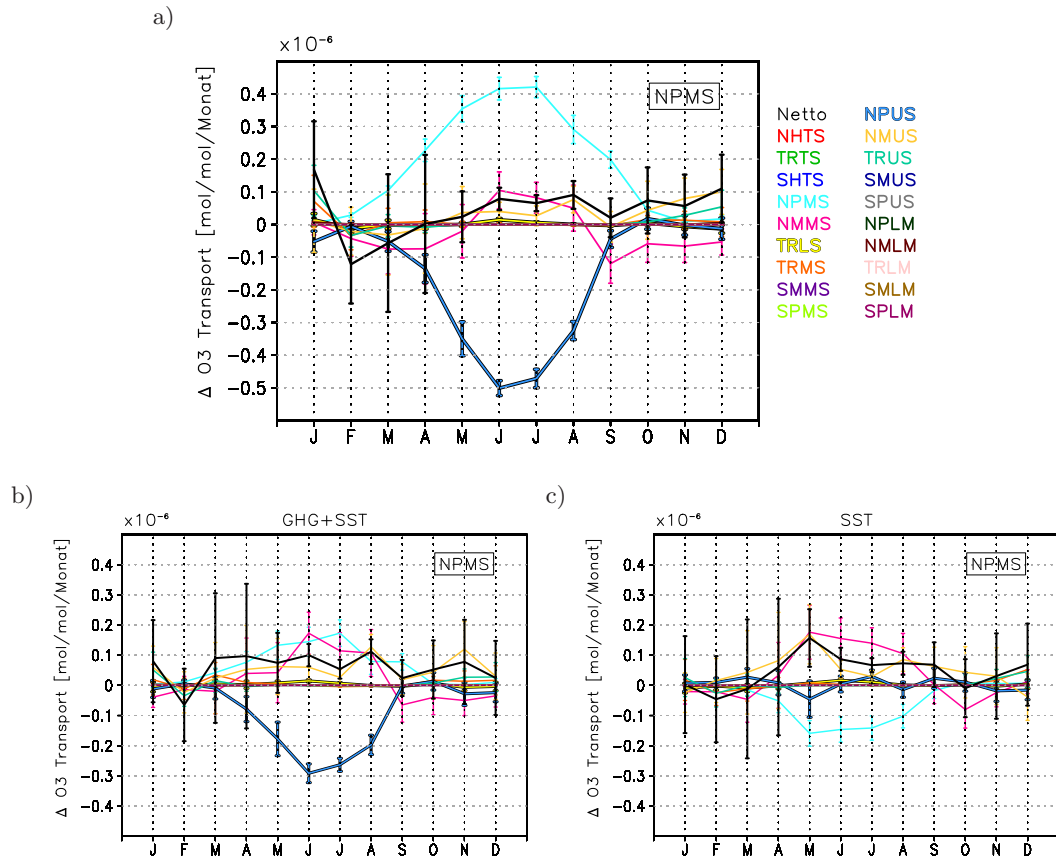 a)
x10⁻⁶
NPMS
Δ O3 Transport [mol/mol/Monat]
0.4
0.3
0.2
0.1
0
−0.1
−0.2
−0.3
−0.4
−0.5
J F M A M J J A S O N D
Netto NPUS
NHTS NMUS
TRTS TRUS
SHTS SMUS
NPMS SPUS
NMMS NPLM
TRLS NMLM
TRMS TRLM
SMMS SMLM
SPMS SPLM
b)
x10⁻⁶ GHG+SST
NPMS
Δ O3 Transport [mol/mol/Monat]
0.4
0.3
0.2
0.1
0
−0.1
−0.2
−0.3
−0.4
J F M A M J J A S O N D
c)
x10⁻⁶ SST
NPMS
Δ O3 Transport [mol/mol/Monat]
0.4
0.3
0.2
0.1
0
−0.1
−0.2
−0.3
−0.4
J F M A M J J A S O N D